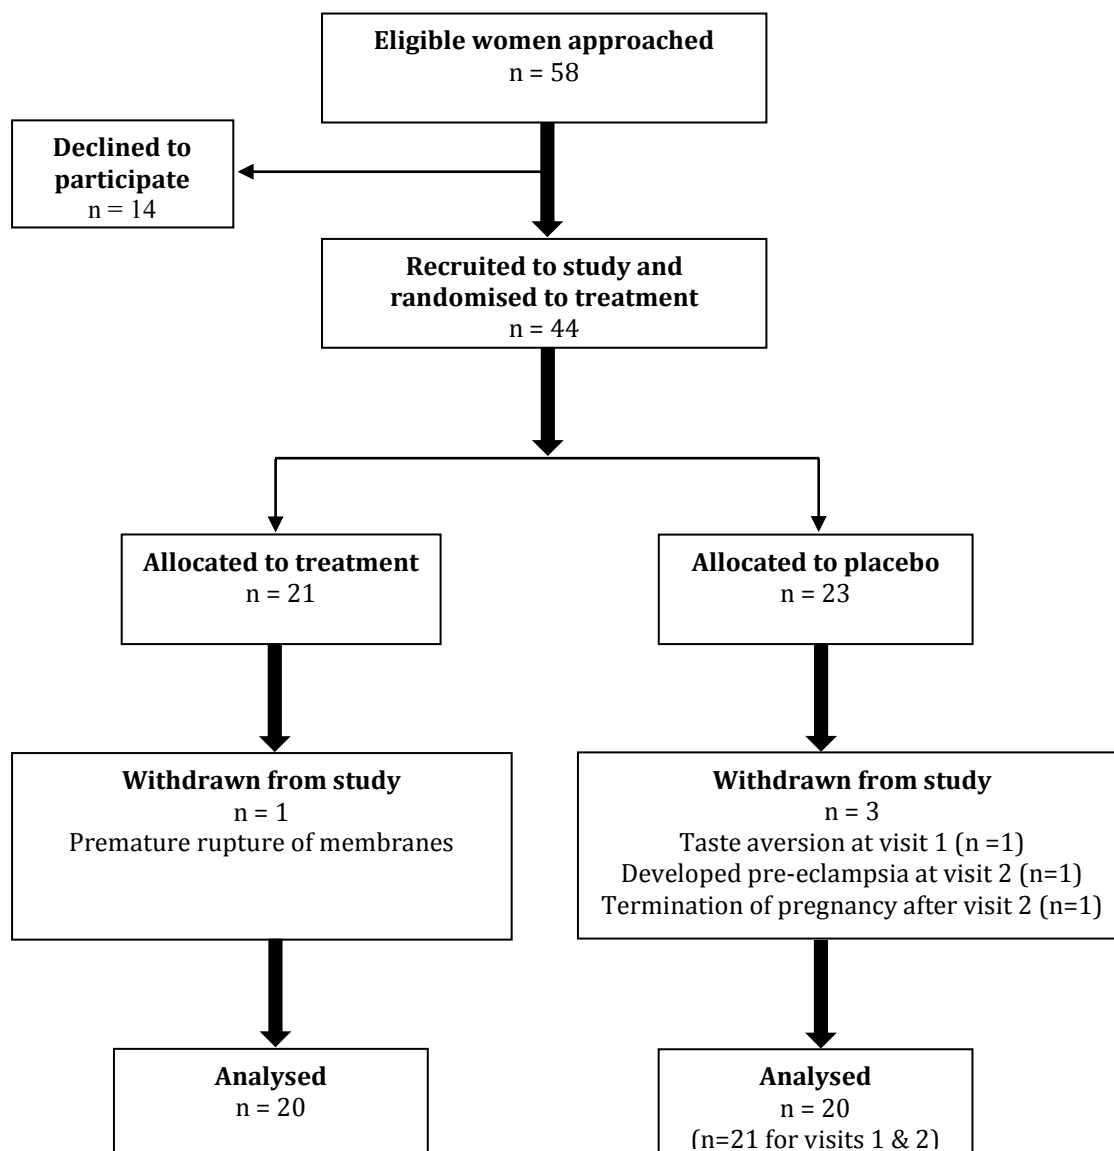 Eligible women approached
n = 58
Declined to
participate
n = 14
Recruited to study and
randomised to treatment
n = 44
Allocated to treatment
n = 21
Allocated to placebo
n = 23
Withdrawn from study
n = 1
Premature rupture of membranes
Withdrawn from study
n = 3
Taste aversion at visit 1 (n =1)
Developed pre-eclampsia at visit 2 (n=1)
Termination of pregnancy after visit 2 (n=1)
Analysed
n = 20
Analysed
n = 20
(n=21 for visits 1 & 2)